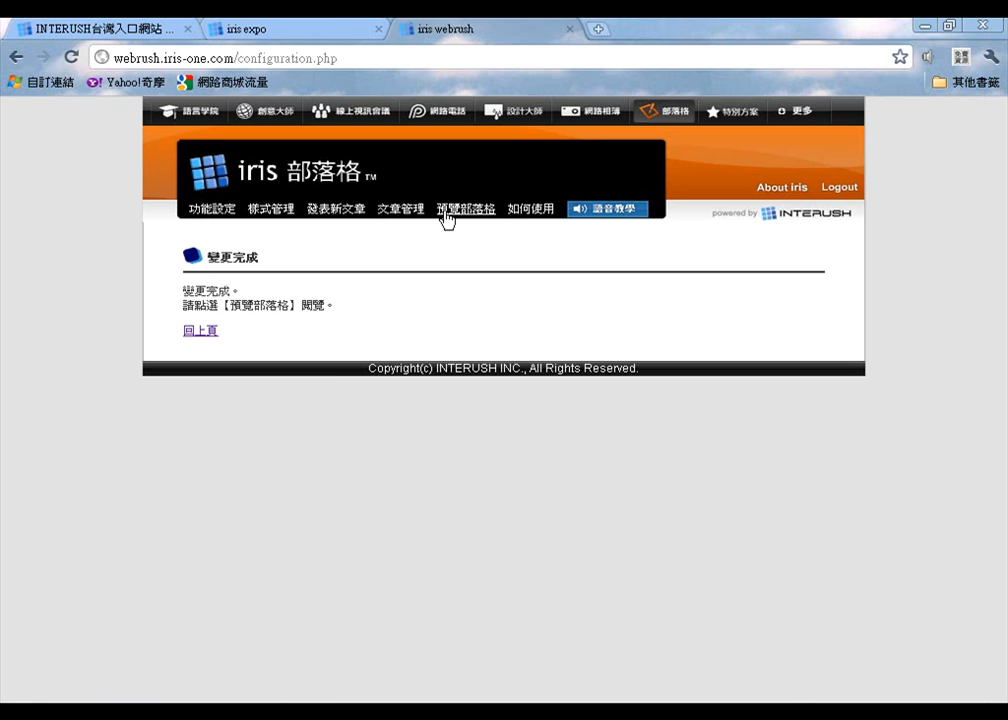 INTERUSH台灣入口網站 ...
iris expo
iris webrush
webrush.iris-one.com/configuration.php
自訂連結
Yahoo!奇摩
網路商城流量
其他書籤
語言學院
創意大師
線上視訊會議
網路電話
設計大師
網路相簿
部落格
特別方案
更多
iris 部落格 TM
About iris
Logout
功能設定
樣式管理
發表新文章
文章管理
預覽部落格
如何使用
語音教學
powered by INTERUSH
變更完成
變更完成。
請點選【預覽部落格】閱覽。
回上頁
Copyright(c) INTERUSH INC., All Rights Reserved.